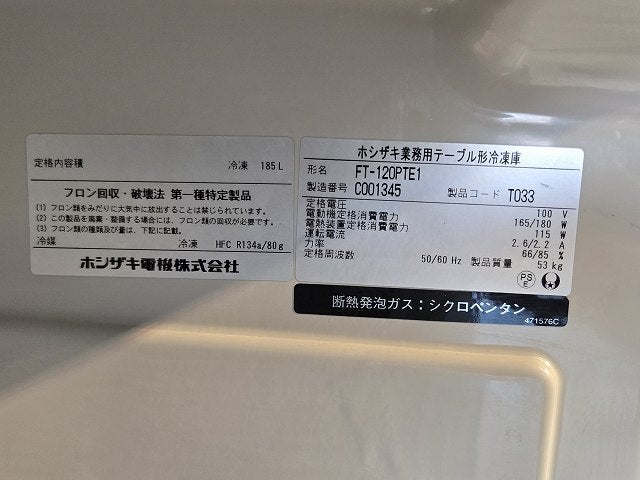 定格内容積 冷凍 185L
フロン回収・破壊法 第一種特定製品
(1) フロン類をみだりに大気中に放出することは禁じられています。
(2) この製品を廃棄・整備する場合には、フロン類の回収が必要です。
(3) フロン類の種類及び量は、下記に記載。
冷媒 冷凍 HFC R134a/80g
ホシザキ電機株式会社
ホシザキ業務用テーブル形冷凍庫
形名 FT-120PTE1
製造番号 C001345 製品コード T033
定格電圧 100 V
電動機定格消費電力 165/180 W
電熱装置定格消費電力 115 W
運転電流 2.6/2.2 A
力率 66/85 %
定格周波数 50/60 Hz 製品質量 53 kg
PS
E
断熱発泡ガス：シクロペンタン
471576C